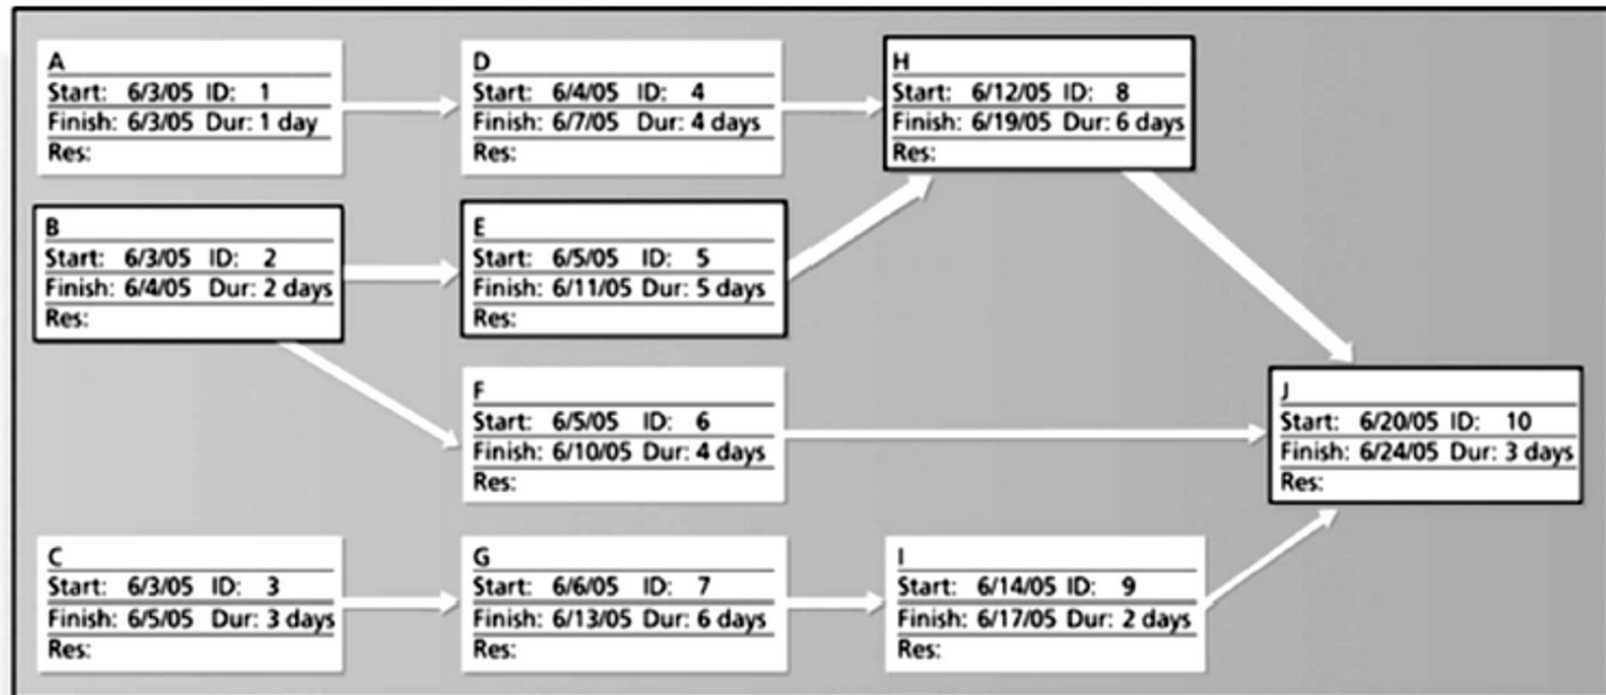 A
Start: 6/3/05 ID: 1
Finish: 6/3/05 Dur: 1 day
Res:
D
Start: 6/4/05 ID: 4
Finish: 6/7/05 Dur: 4 days
Res:
H
Start: 6/12/05 ID: 8
Finish: 6/19/05 Dur: 6 days
Res:
B
Start: 6/3/05 ID: 2
Finish: 6/4/05 Dur: 2 days
Res:
E
Start: 6/5/05 ID: 5
Finish: 6/11/05 Dur: 5 days
Res:
F
Start: 6/5/05 ID: 6
Finish: 6/10/05 Dur: 4 days
Res:
J
Start: 6/20/05 ID: 10
Finish: 6/24/05 Dur: 3 days
Res:
C
Start: 6/3/05 ID: 3
Finish: 6/5/05 Dur: 3 days
Res:
G
Start: 6/6/05 ID: 7
Finish: 6/13/05 Dur: 6 days
Res:
I
Start: 6/14/05 ID: 9
Finish: 6/17/05 Dur: 2 days
Res: